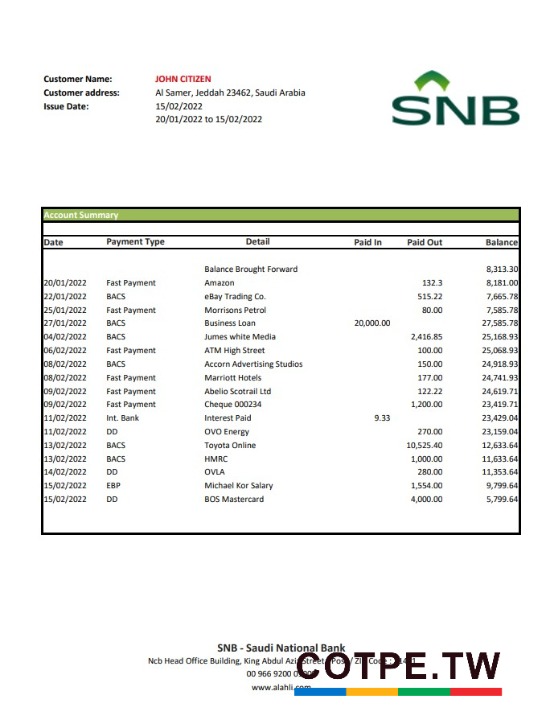 Customer Name: JOHN CITIZEN
Customer address: Al Samer, Jeddah 23462, Saudi Arabia
Issue Date: 15/02/2022
20/01/2022 to 15/02/2022
SNB
Account Summary
Date Payment Type Detail Paid In Paid Out Balance
Balance Brought Forward 8,313.30
20/01/2022 Fast Payment Amazon 132.3 8,181.00
22/01/2022 BACS eBay Trading Co. 515.22 7,665.78
25/01/2022 Fast Payment Morrisons Petrol 80.00 7,585.78
27/01/2022 BACS Business Loan 20,000.00 27,585.78
04/02/2022 BACS Jumes white Media 2,416.85 25,168.93
06/02/2022 Fast Payment ATM High Street 100.00 25,068.93
08/02/2022 BACS Accorn Advertising Studios 150.00 24,918.93
08/02/2022 Fast Payment Marriott Hotels 177.00 24,741.93
09/02/2022 Fast Payment Abelio Scotrail Ltd 122.22 24,619.71
09/02/2022 Fast Payment Cheque 000234 1,200.00 23,419.71
11/02/2022 Int. Bank Interest Paid 9.33 23,429.04
11/02/2022 DD OVO Energy 270.00 23,159.04
13/02/2022 BACS Toyota Online 10,525.40 12,633.64
13/02/2022 BACS HMRC 1,000.00 11,633.64
14/02/2022 DD OVLA 280.00 11,353.64
15/02/2022 EBP Michael Kor Salary 1,554.00 9,799.64
15/02/2022 DD BOS Mastercard 4,000.00 5,799.64
SNB - Saudi National Bank
Ncb Head Office Building, King Abdul
00 966 9200
www.alahli.com
COTPE.TW